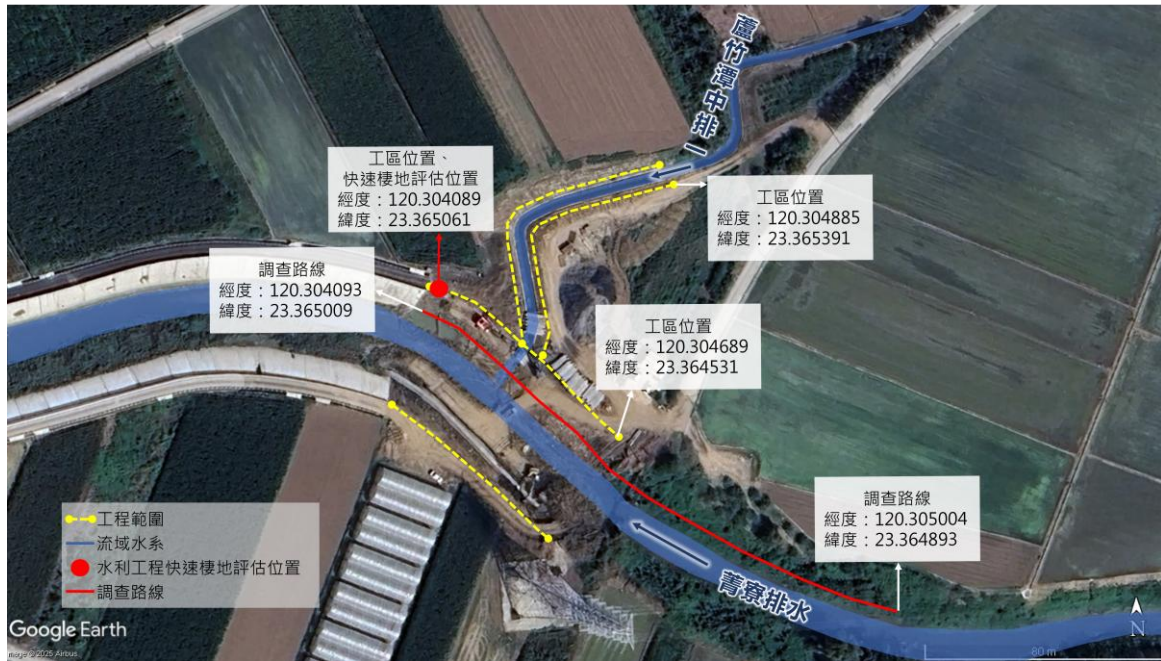 蘆竹潭中排一
工區位置、
快速棲地評估位置
經度：120.304089
緯度：23.365061
工區位置
經度：120.304885
緯度：23.365391
調查路線
經度：120.304093
緯度：23.365009
工區位置
經度：120.304689
緯度：23.364531
調查路線
經度：120.305004
緯度：23.364893
工程範圍
流域水系
水利工程快速棲地評估位置
調查路線
菁寮排水
Google Earth
Image © 2025 Airbus
N
80 m